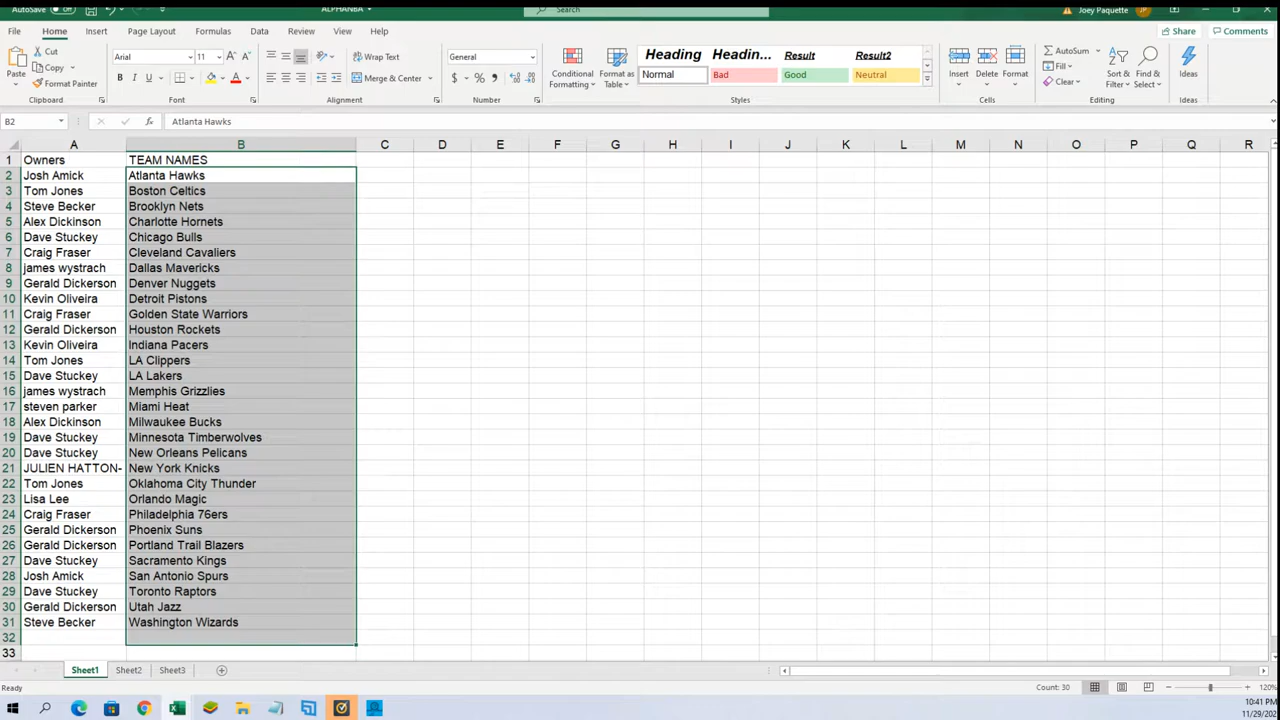 AutoSave Off ALPHANBA Search Joey Paquette JP
File Home Insert Page Layout Formulas Data Review View Help Share Comments
Paste Cut Copy Format Painter Clipboard
Arial 11 B I U A Font
Wrap Text Merge & Center Alignment
General $ % Number
Conditional Formatting Format as Table
Heading Headin... Result Result2
Normal Bad Good Neutral
Styles
Insert Delete Format Cells
AutoSum Fill Clear Sort & Filter Find & Select Editing
Ideas Ideas
B2 fx Atlanta Hawks
A B C D E F G H I J K L M N O P Q R
1 Owners TEAM NAMES
2 Josh Amick Atlanta Hawks
3 Tom Jones Boston Celtics
4 Steve Becker Brooklyn Nets
5 Alex Dickinson Charlotte Hornets
6 Dave Stuckey Chicago Bulls
7 Craig Fraser Cleveland Cavaliers
8 james wystrach Dallas Mavericks
9 Gerald Dickerson Denver Nuggets
10 Kevin Oliveira Detroit Pistons
11 Craig Fraser Golden State Warriors
12 Gerald Dickerson Houston Rockets
13 Kevin Oliveira Indiana Pacers
14 Tom Jones LA Clippers
15 Dave Stuckey LA Lakers
16 james wystrach Memphis Grizzlies
17 steven parker Miami Heat
18 Alex Dickinson Milwaukee Bucks
19 Dave Stuckey Minnesota Timberwolves
20 Dave Stuckey New Orleans Pelicans
21 JULIEN HATTON- New York Knicks
22 Tom Jones Oklahoma City Thunder
23 Lisa Lee Orlando Magic
24 Craig Fraser Philadelphia 76ers
25 Gerald Dickerson Phoenix Suns
26 Gerald Dickerson Portland Trail Blazers
27 Dave Stuckey Sacramento Kings
28 Josh Amick San Antonio Spurs
29 Dave Stuckey Toronto Raptors
30 Gerald Dickerson Utah Jazz
31 Steve Becker Washington Wizards
32
33
Sheet1 Sheet2 Sheet3
Ready Count: 30 120%
10:41 PM
11/29/202